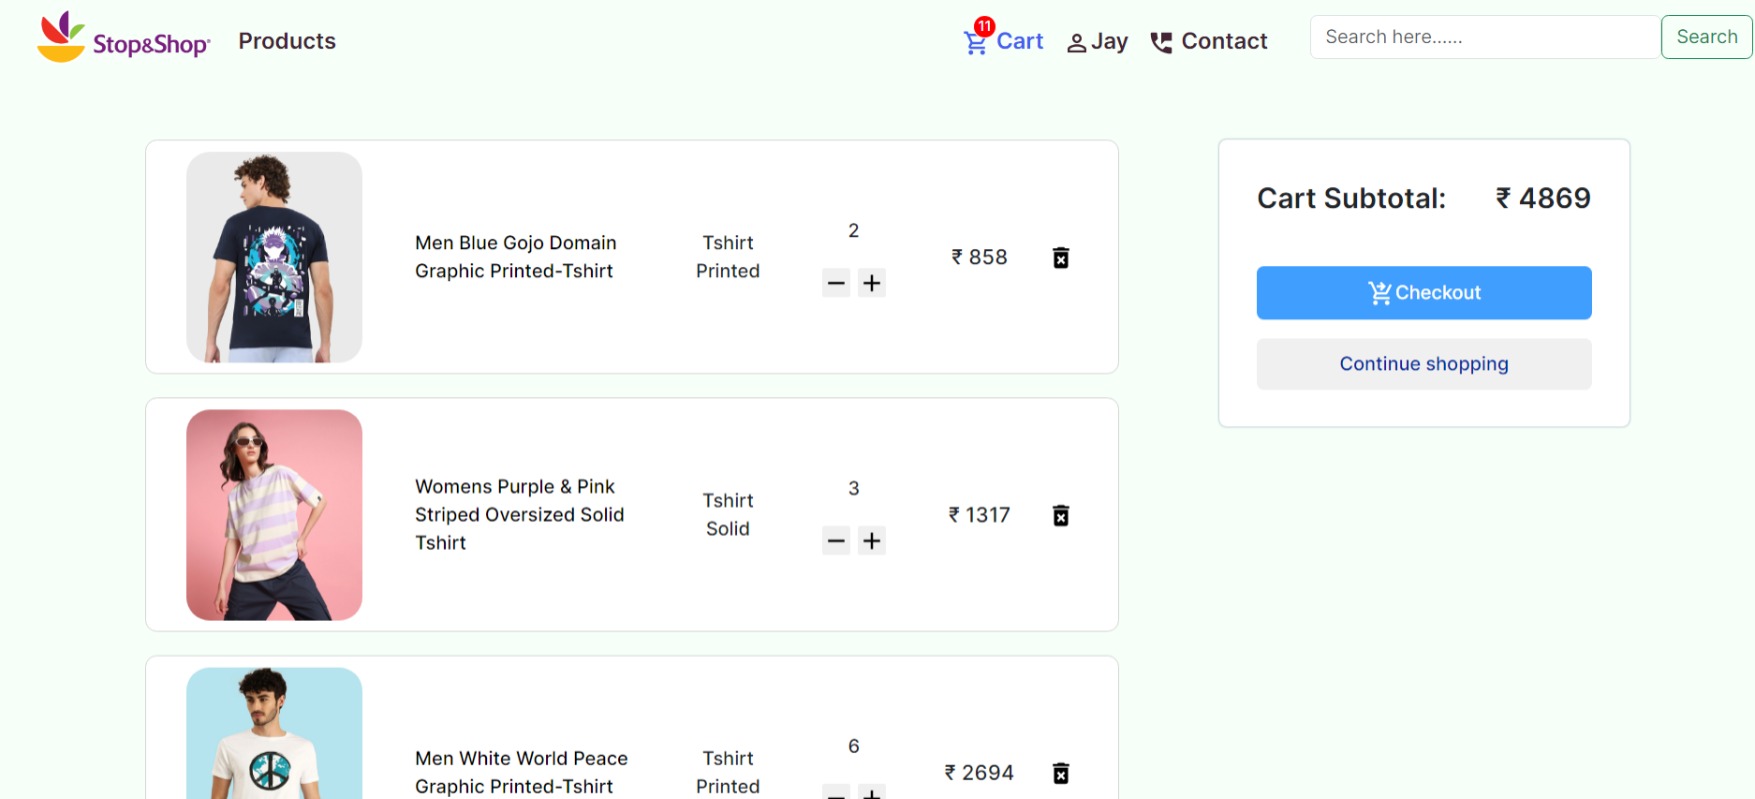 Stop&Shop
Products
11
Cart
Jay
Contact
Search here......
Search
Men Blue Gojo Domain
Graphic Printed-Tshirt
Tshirt
Printed
2
₹ 858
Womens Purple & Pink
Striped Oversized Solid
Tshirt
Tshirt
Solid
3
₹ 1317
Men White World Peace
Graphic Printed-Tshirt
Tshirt
Printed
6
₹ 2694
Cart Subtotal: ₹ 4869
Checkout
Continue shopping